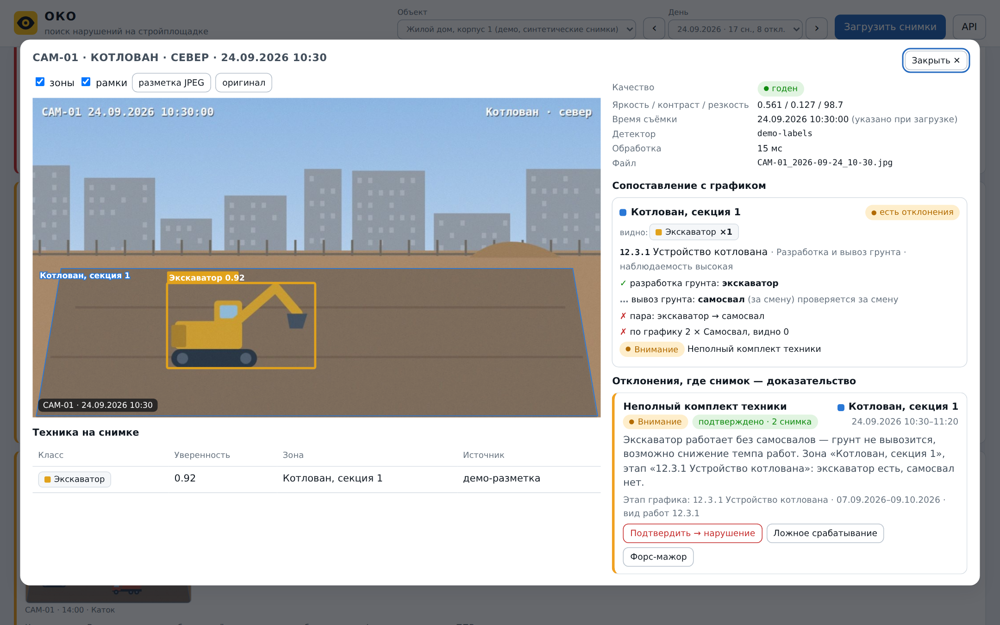 ОКО
поиск нарушений на стройплощадке
Объект
Жилой дом, корпус 1 (демо, синтетические снимки)
День
24.09.2026 · 17 сн., 8 откл.
Загрузить снимки
API
САМ-01 · КОТЛОВАН · СЕВЕР · 24.09.2026 10:30
Закрыть ✕
зоны
рамки
разметка JPEG
оригинал
CAM-01 24.09.2026 10:30:00
Котлован · север
Котлован, секция 1
Экскаватор 0.92
CAM-01 · 24.09.2026 10:30
Техника на снимке
Класс Уверенность Зона Источник
Экскаватор 0.92 Котлован, секция 1 демо-разметка
Качество годен
Яркость / контраст / резкость 0.561 / 0.127 / 98.7
Время съёмки 24.09.2026 10:30:00 (указано при загрузке)
Детектор demo-labels
Обработка 15 мс
Файл CAM-01_2026-09-24_10-30.jpg
Сопоставление с графиком
Котлован, секция 1 есть отклонения
видно: Экскаватор ×1
12.3.1 Устройство котлована · Разработка и вывоз грунта ·
наблюдаемость высокая
✓ разработка грунта: экскаватор
… вывоз грунта: самосвал (за смену) проверяется за смену
✗ пара: экскаватор → самосвал
✗ по графику 2 × Самосвал, видно 0
Внимание Неполный комплект техники
Отклонения, где снимок — доказательство
Неполный комплект техники Котлован, секция 1
Внимание подтверждено · 2 снимка 24.09.2026 10:30–11:20
Экскаватор работает без самосвалов — грунт не вывозится,
возможно снижение темпа работ. Зона «Котлован, секция 1»,
этап «12.3.1 Устройство котлована»: экскаватор есть, самосвал
нет.
Этап графика: 12.3.1 Устройство котлована · 07.09.2026–09.10.2026 ·
вид работ 12.3.1
Подтвердить → нарушение
Ложное срабатывание
Форс-мажор
CAM-01 · 14:00 · Каток